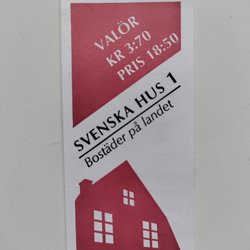 VALÖR
KR 3:70
PRIS 18:50
SVENSKA HUS 1
Bostäder på landet